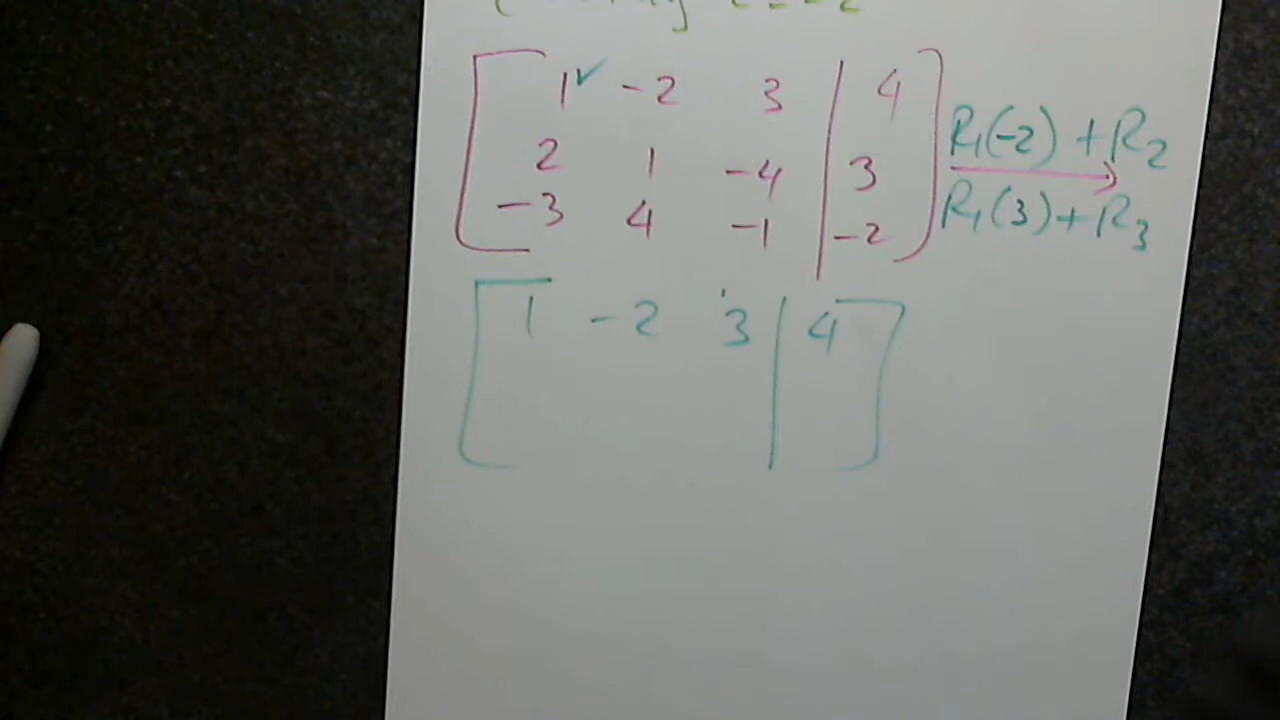 1 ✓ -2 3 | 4
R₁(-2) + R₂
2 1 -4 | 3
-3 4 -1 | -2
R₁(3) + R₃
1 -2 3 | 4